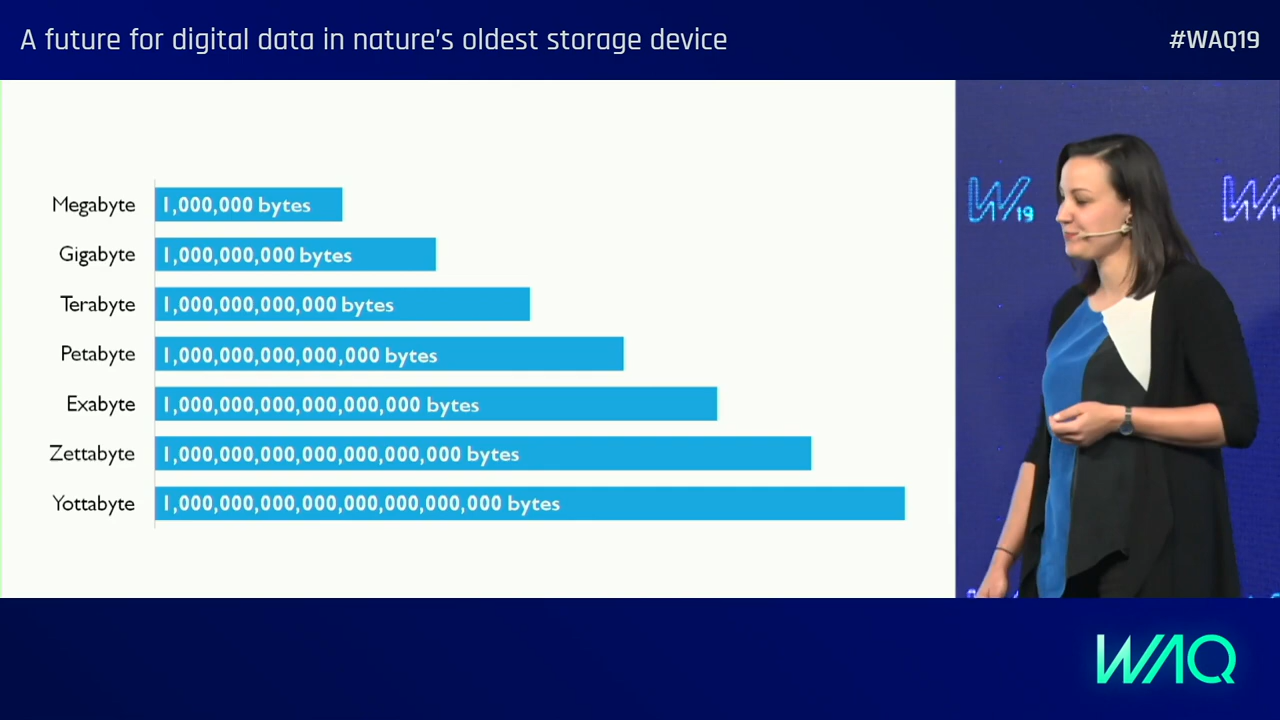 A future for digital data in nature's oldest storage device
#WAQ19
Megabyte 1,000,000 bytes
Gigabyte 1,000,000,000 bytes
Terabyte 1,000,000,000,000 bytes
Petabyte 1,000,000,000,000,000 bytes
Exabyte 1,000,000,000,000,000,000 bytes
Zettabyte 1,000,000,000,000,000,000,000 bytes
Yottabyte 1,000,000,000,000,000,000,000,000 bytes
W19
WAQ